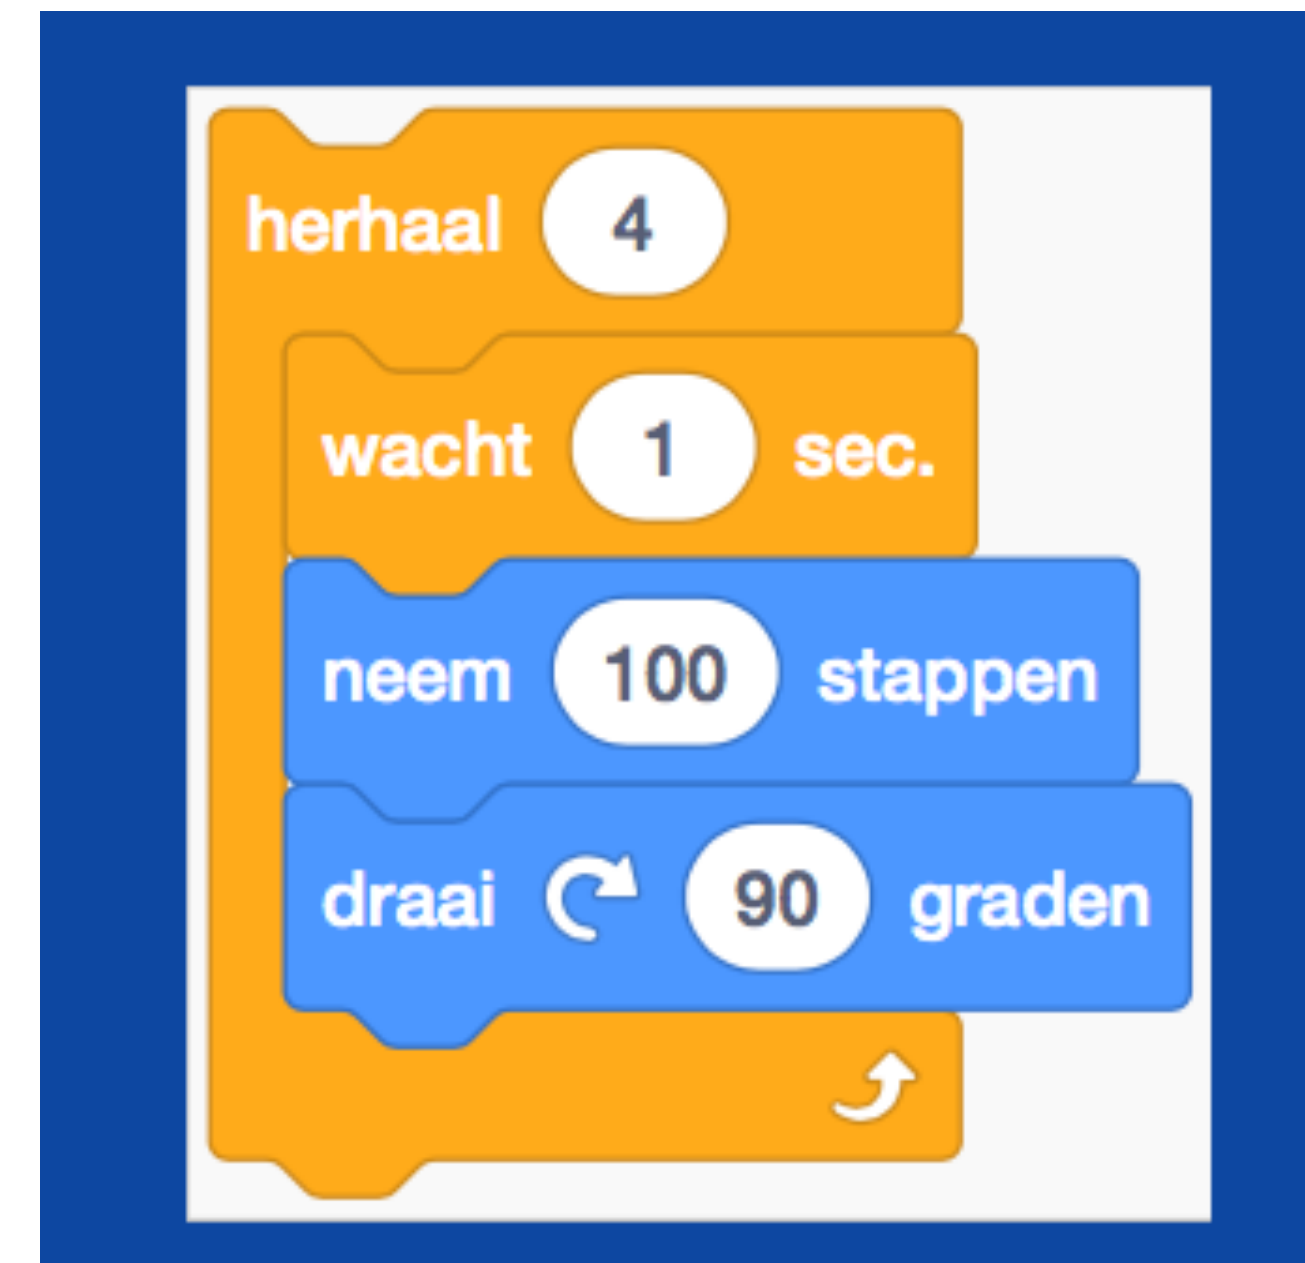 herhaal 4
wacht 1 sec.
neem 100 stappen
draai 90 graden